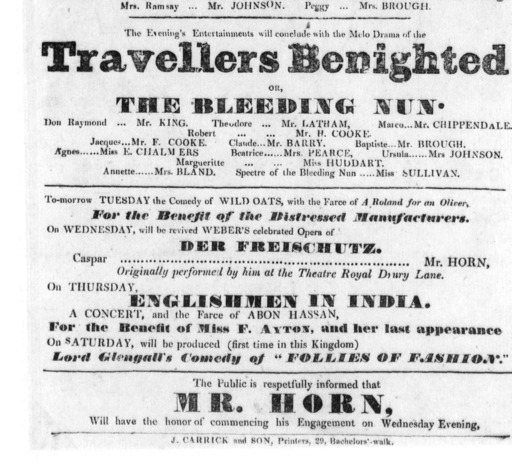 Mrs. Ramsay ... Mr. JOHNSON. Peggy ... Mrs. BROUGH.
The Evening's Entertainments will conclude with the Melo Drama of the
Travellers Benighted
OR,
THE BLEEDING NUN.
Don Raymond ... Mr. KING. Theodore ... Mr. LATHAM, Marco...Mr. CHIPPENDALE.
Robert ... ... Mr. H. COOKE.
Jacques...Mr. F. COOKE. Claude...Mr. BARRY. Baptiste...Mr. BROUGH.
Agnes......Miss E. CHALMERS Beatrice......Mrs. PEARCE, Ursula......Mrs JOHNSON.
Margueritte ... ... Miss HUDDART.
Annette......Mrs. BLAND. Spectre of the Bleeding Nun .....Miss SULLIVAN.
To-morrow TUESDAY the Comedy of WILD OATS, with the Farce of A Roland for an Oliver,
For the Benefit of the Distressed Manufacturers.
On WEDNESDAY, will be revived WEBER'S celebrated Opera of
DER FREISCHUTZ.
Caspar ................................................ Mr. HORN,
Originally performed by him at the Theatre Royal Drury Lane.
On THURSDAY,
ENGLISHMEN IN INDIA.
A CONCERT, and the Farce of ABON HASSAN,
For the Benefit of Miss F. AYTON, and her last appearance
On SATURDAY, will be produced (first time in this Kingdom)
Lord Glengall's Comedy of "FOLLIES OF FASHION."
The Public is respetfully informed that
MR. HORN,
Will have the honor of commencing his Engagement on Wednesday Evening,
J. CARRICK and SON, Printers, 29, Bachelors'-walk.